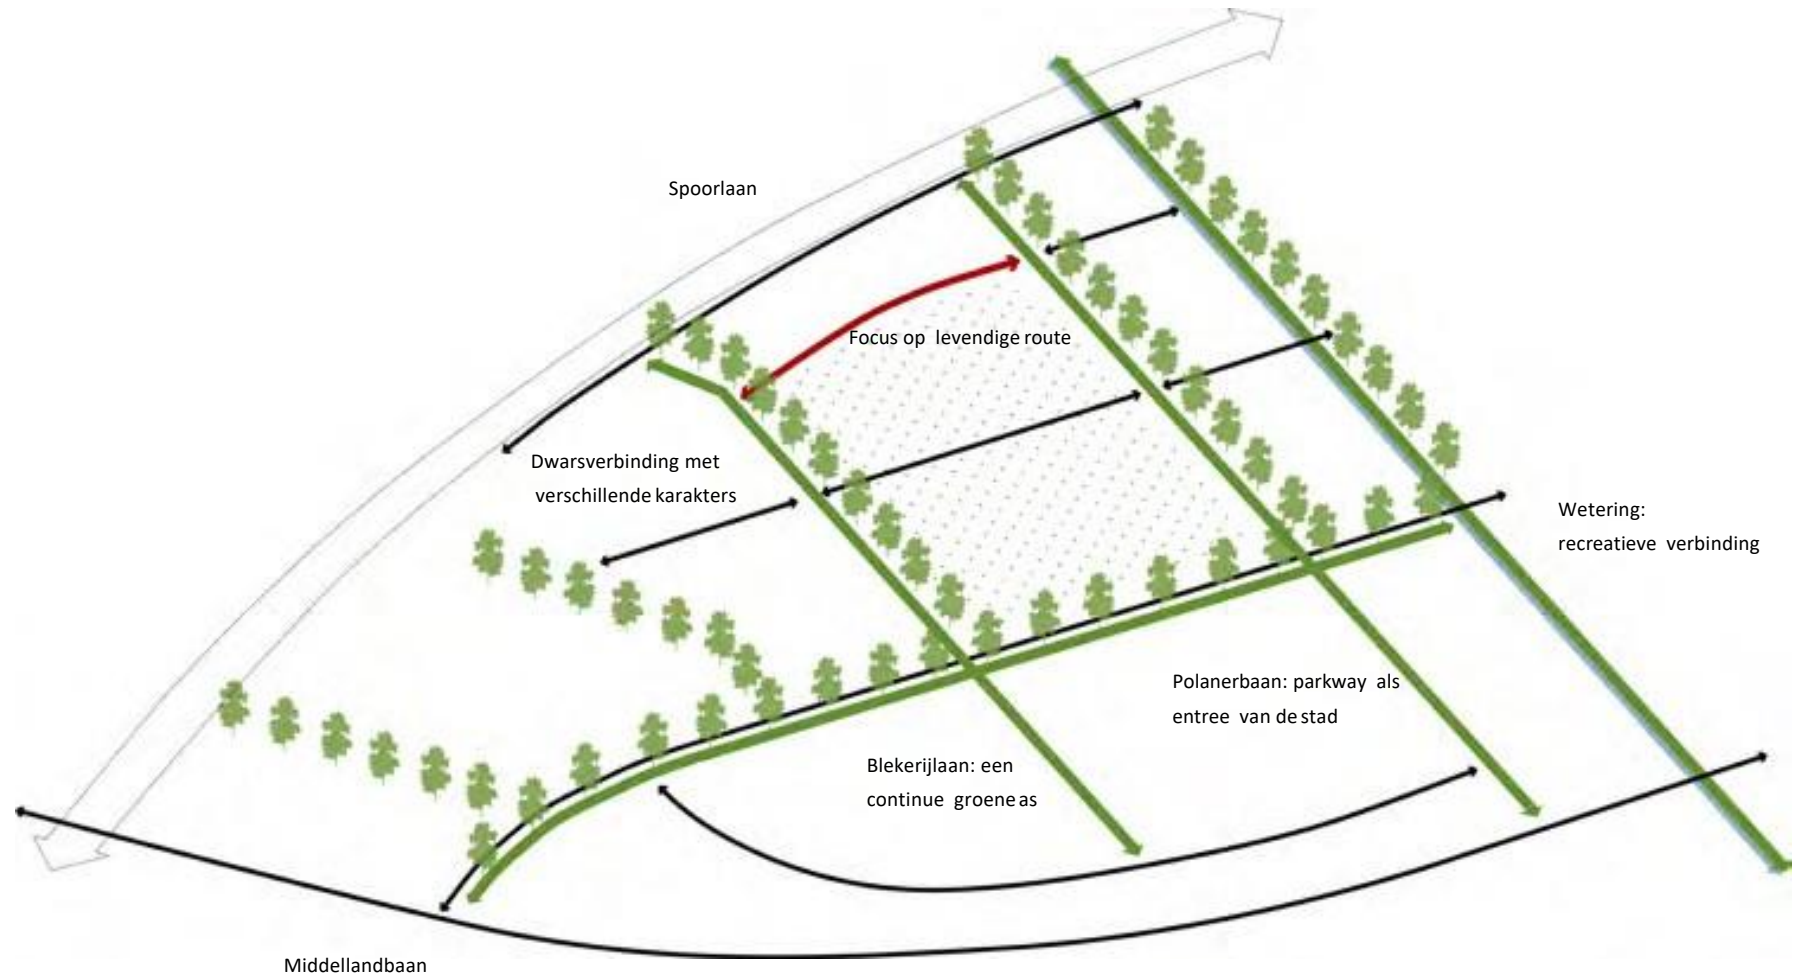 Spoorlaan
Focus op levendige route
Dwarsverbinding met
verschillende karakters
Wetering:
recreatieve verbinding
Polanerbaan: parkway als
entree van de stad
Blekerijlaan: een
continue groene as
Middellandbaan